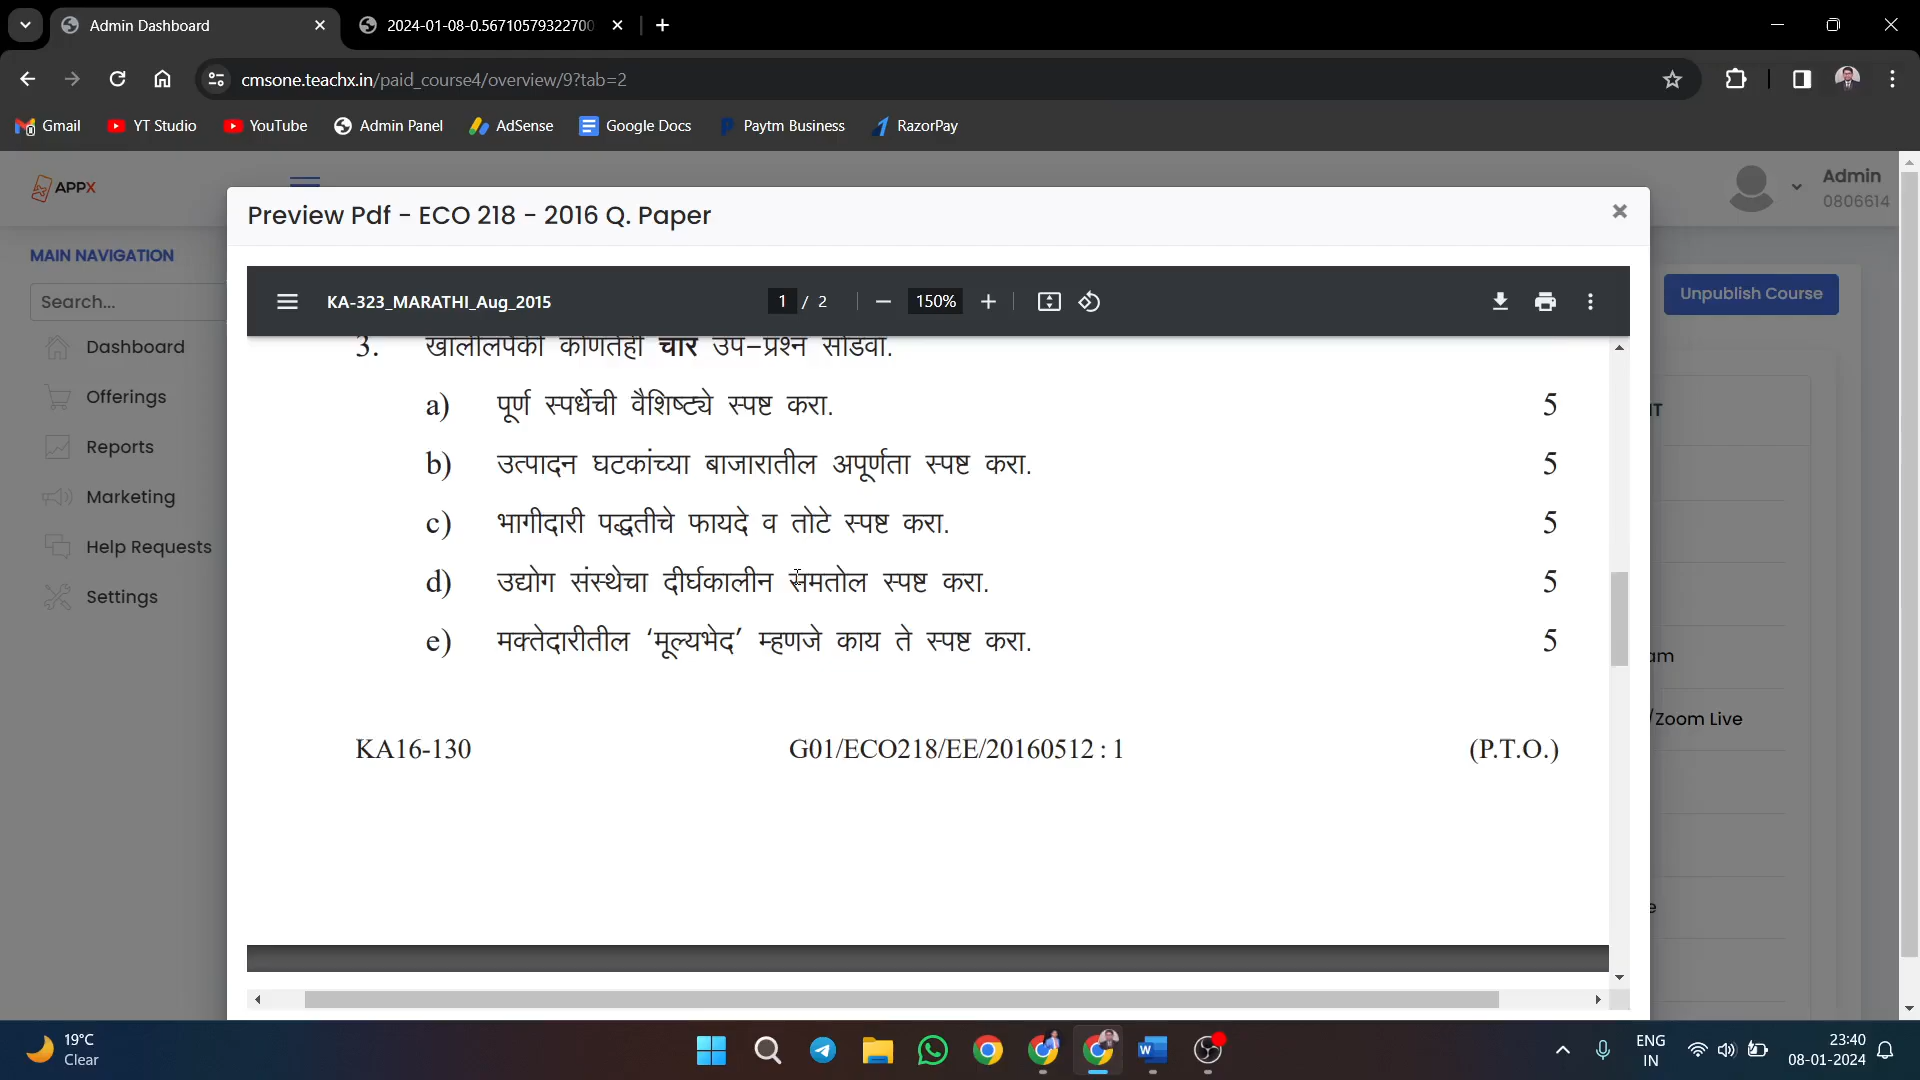 Admin Dashboard
2024-01-08-0.56710579322700
cmsone.teachx.in/paid_course4/overview/9?tab=2
Gmail
YT Studio
YouTube
Admin Panel
AdSense
Google Docs
Paytm Business
RazorPay
APPX
Admin
0806614
Preview Pdf - ECO 218 - 2016 Q. Paper
MAIN NAVIGATION
Search...
Dashboard
Offerings
Reports
Marketing
Help Requests
Settings
Unpublish Course
KA-323_MARATHI_Aug_2015
1 / 2
150%
3. खालीलपैकी कोणतेही चार उप-प्रश्न सोडवा.
a) पूर्ण स्पर्धेची वैशिष्ट्ये स्पष्ट करा. 5
b) उत्पादन घटकांच्या बाजारातील अपूर्णता स्पष्ट करा. 5
c) भागीदारी पद्धतीचे फायदे व तोटे स्पष्ट करा. 5
d) उद्योग संस्थेचा दीर्घकालीन समतोल स्पष्ट करा. 5
e) मक्तेदारीतील ‘मूल्यभेद’ म्हणजे काय ते स्पष्ट करा. 5
KA16-130 G01/ECO218/EE/20160512 : 1 (P.T.O.)
/Zoom Live
19°C
Clear
ENG
IN
23:40
08-01-2024